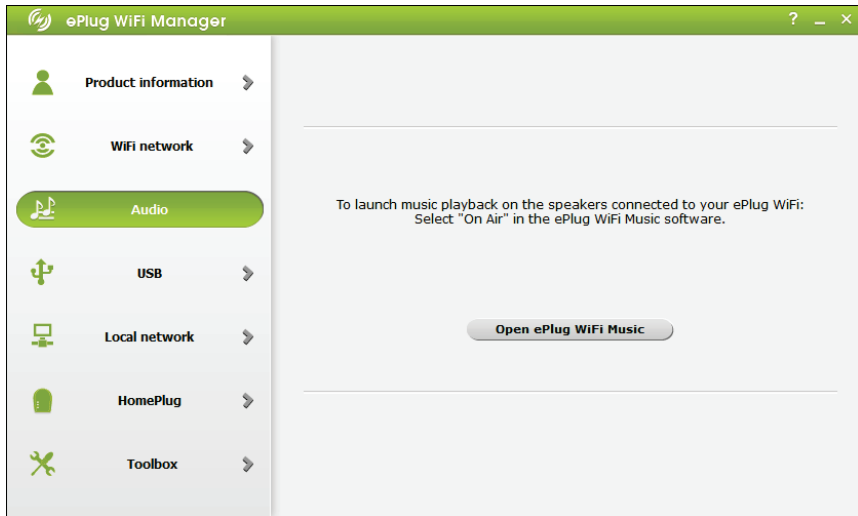 ePlug WiFi Manager
?
Product information
WiFi network
Audio
USB
Local network
HomePlug
Toolbox
To launch music playback on the speakers connected to your ePlug WiFi:
Select "On Air" in the ePlug WiFi Music software.
Open ePlug WiFi Music